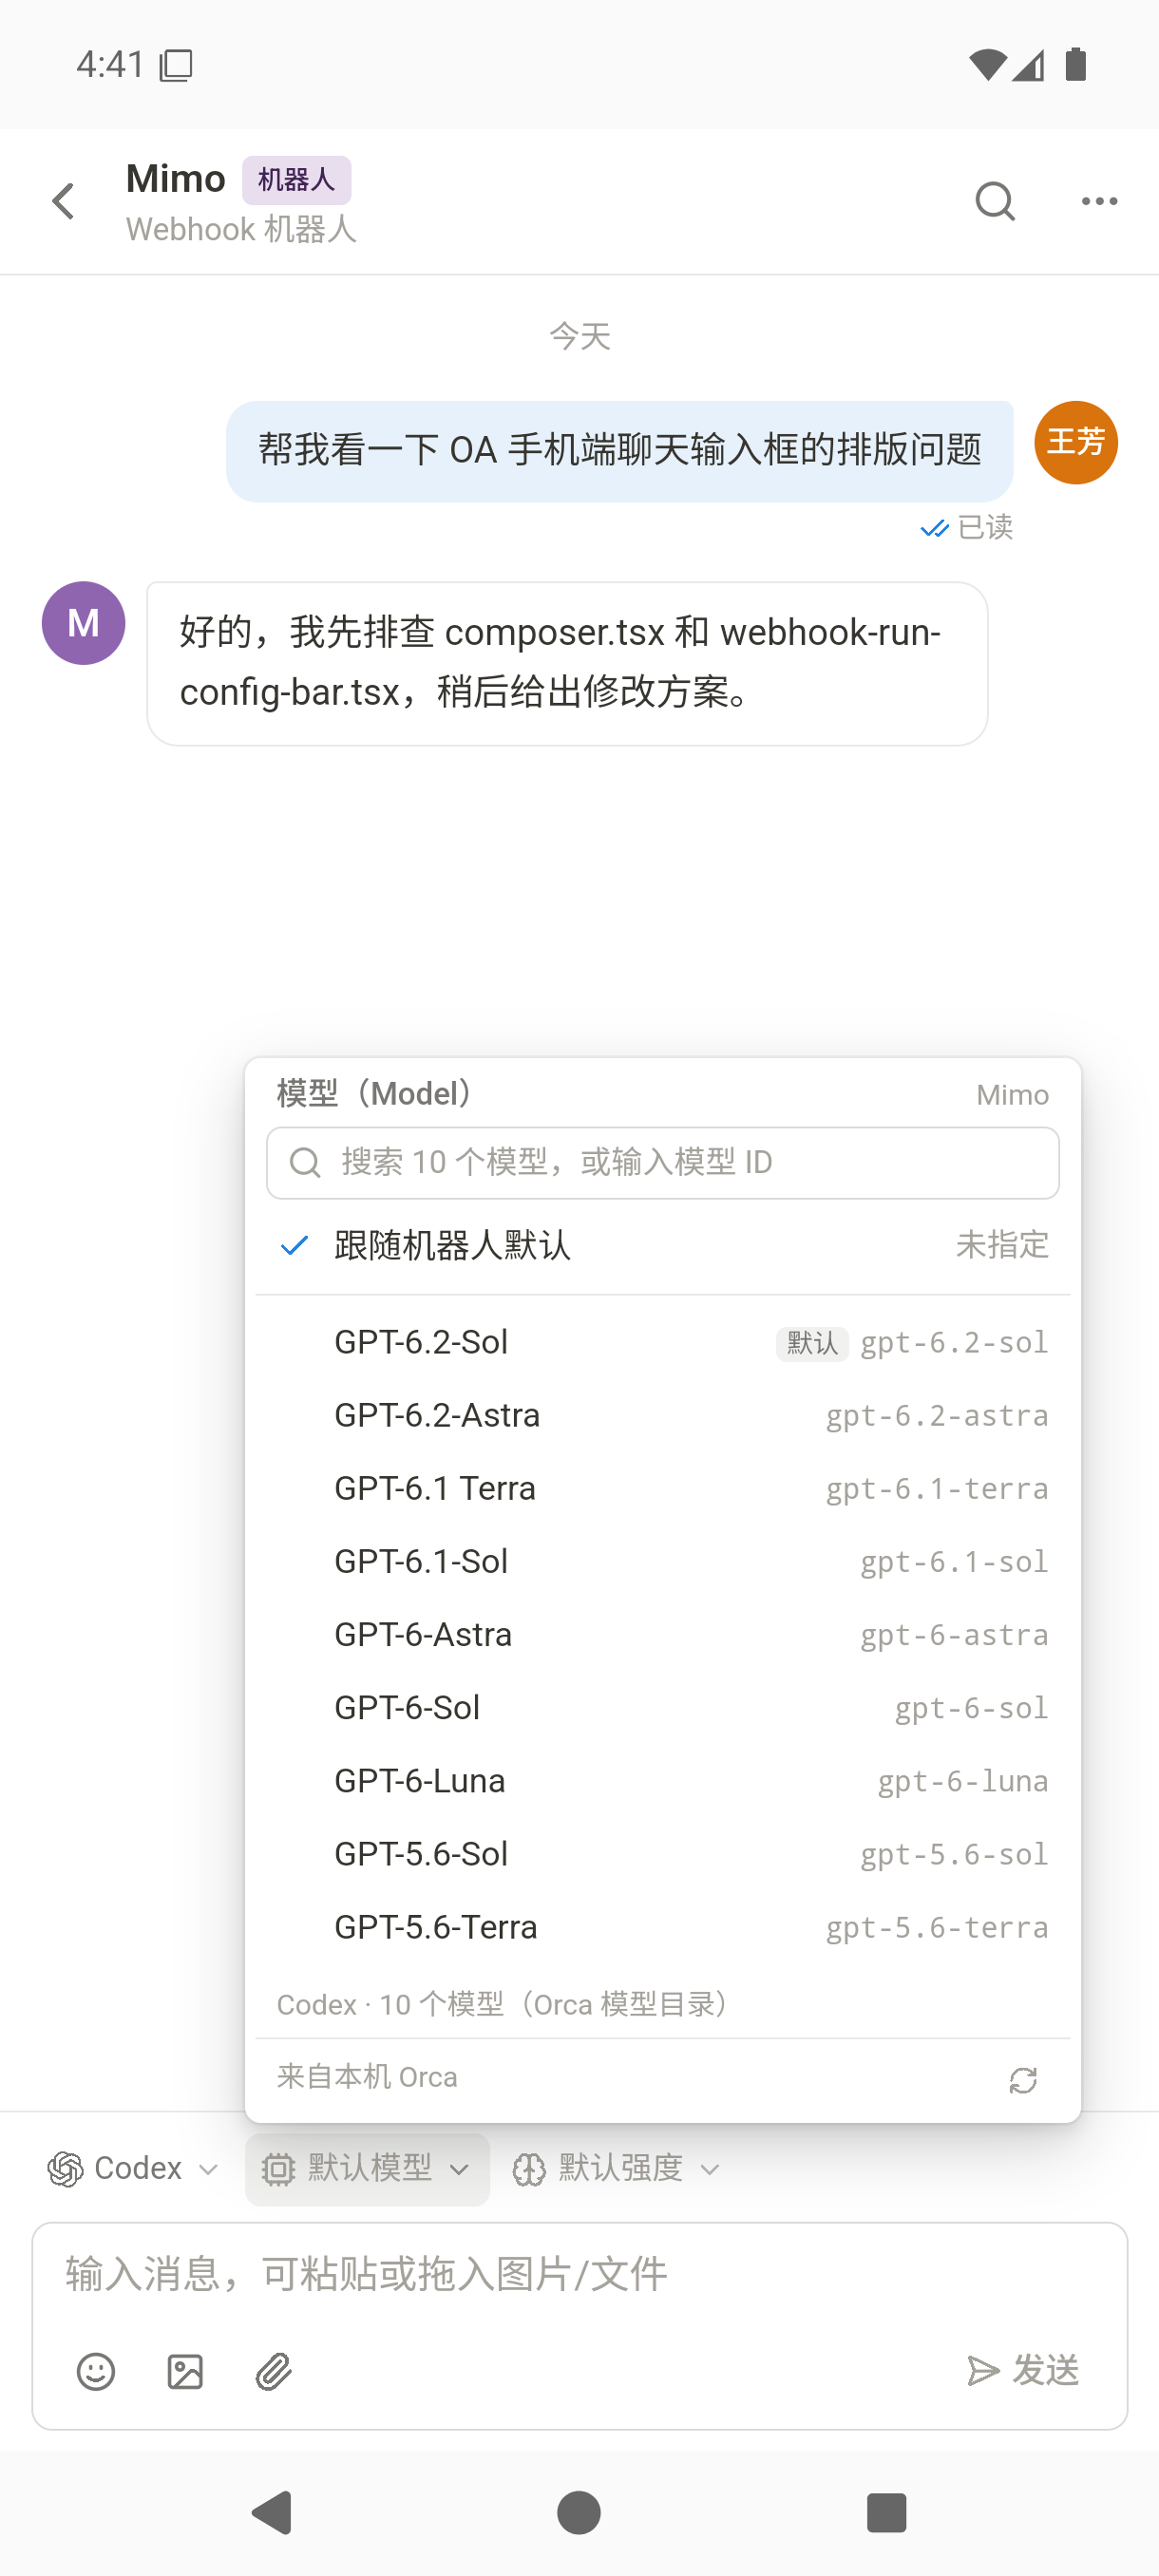 4:41
Mimo 机器人
Webhook 机器人
今天
帮我看一下 OA 手机端聊天输入框的排版问题
王芳
已读
M
好的，我先排查 composer.tsx 和 webhook-run-
config-bar.tsx，稍后给出修改方案。
模型（Model） Mimo
搜索 10 个模型，或输入模型 ID
跟随机器人默认 未指定
GPT-6.2-Sol 默认 gpt-6.2-sol
GPT-6.2-Astra gpt-6.2-astra
GPT-6.1 Terra gpt-6.1-terra
GPT-6.1-Sol gpt-6.1-sol
GPT-6-Astra gpt-6-astra
GPT-6-Sol gpt-6-sol
GPT-6-Luna gpt-6-luna
GPT-5.6-Sol gpt-5.6-sol
GPT-5.6-Terra gpt-5.6-terra
Codex · 10 个模型（Orca 模型目录）
来自本机 Orca
Codex 默认模型 默认强度
输入消息，可粘贴或拖入图片/文件
发送